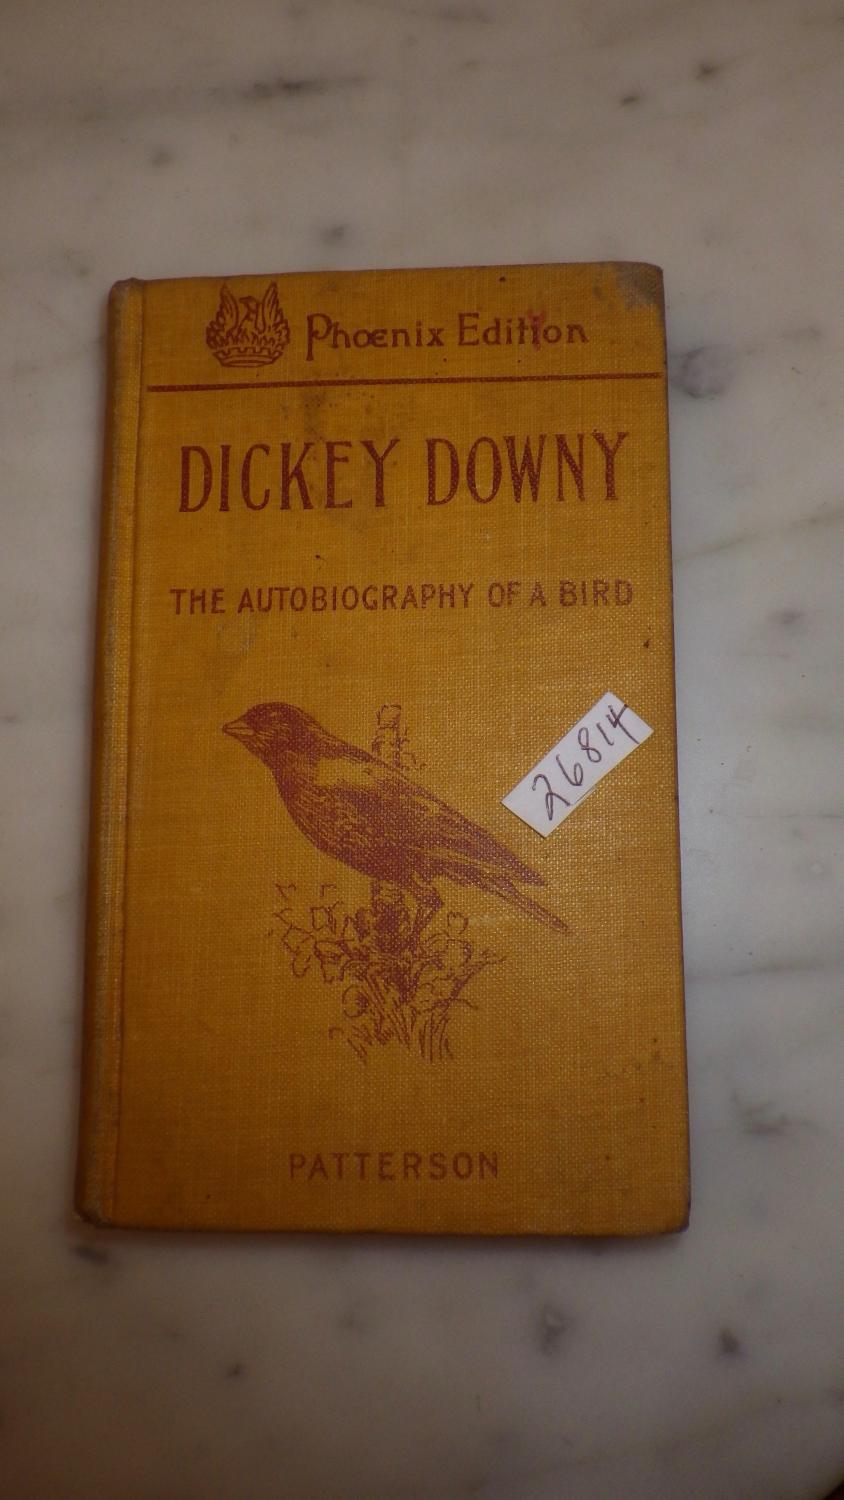 Phoenix Edition
DICKEY DOWNY
THE AUTOBIOGRAPHY OF A BIRD
26814
PATTERSON